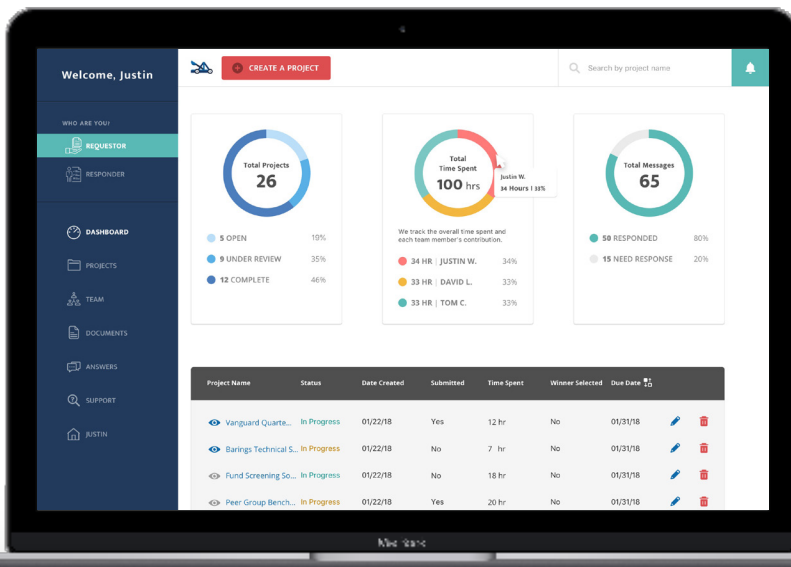 Welcome, Justin
CREATE A PROJECT
Search by project name
WHO ARE YOU?
REQUESTOR
RESPONDER
DASHBOARD
PROJECTS
TEAM
DOCUMENTS
ANSWERS
SUPPORT
JUSTIN
Total Projects
26
5 OPEN 19%
9 UNDER REVIEW 35%
12 COMPLETE 46%
Total
Time Spent
100 hrs
Justin W.
34 Hours | 33%
We track the overall time spent and
each team member's contribution.
34 HR | JUSTIN W. 34%
33 HR | DAVID L. 33%
33 HR | TOM C. 33%
Total Messages
65
50 RESPONDED 80%
15 NEED RESPONSE 20%
Project Name Status Date Created Submitted Time Spent Winner Selected Due Date
Vanguard Quarte... In Progress 01/22/18 Yes 12 hr No 01/31/18
Barings Technical S... In Progress 01/22/18 No 7 hr No 01/31/18
Fund Screening So... In Progress 01/22/18 No 18 hr No 01/31/18
Peer Group Bench... In Progress 01/22/18 Yes 20 hr No 01/31/18